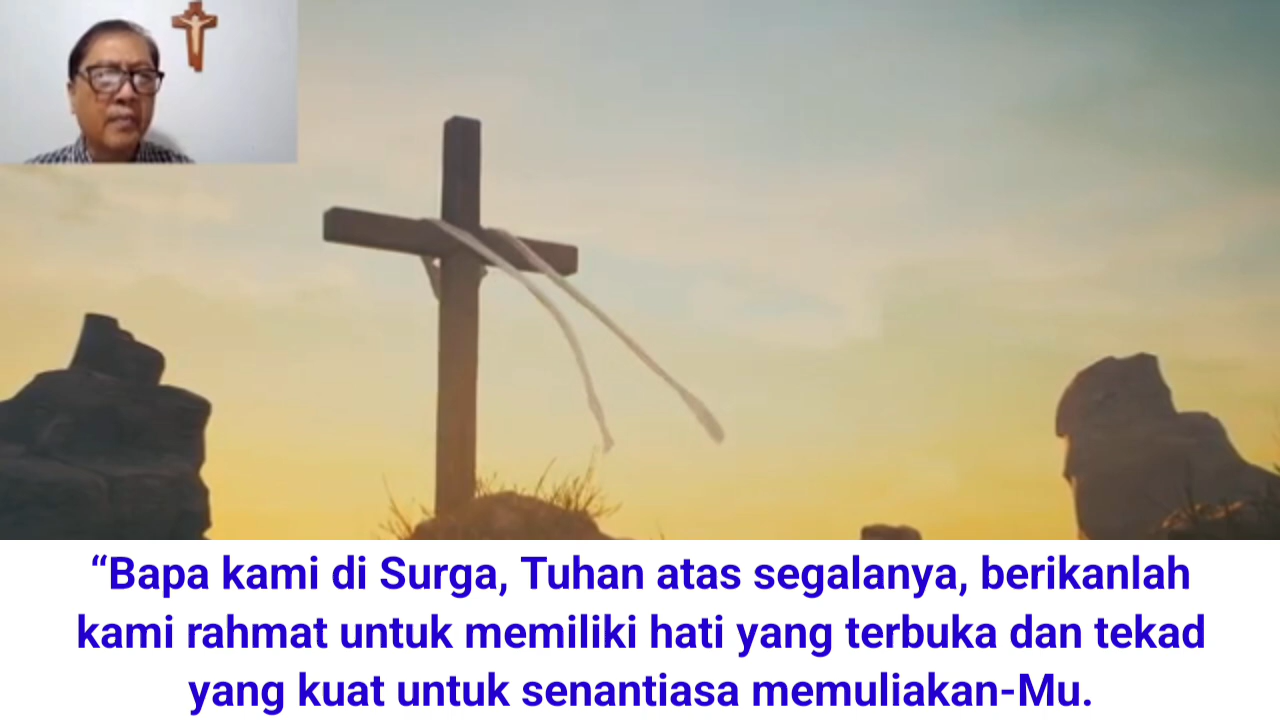 “Bapa kami di Surga, Tuhan atas segalanya, berikanlah
kami rahmat untuk memiliki hati yang terbuka dan tekad
yang kuat untuk senantiasa memuliakan-Mu.